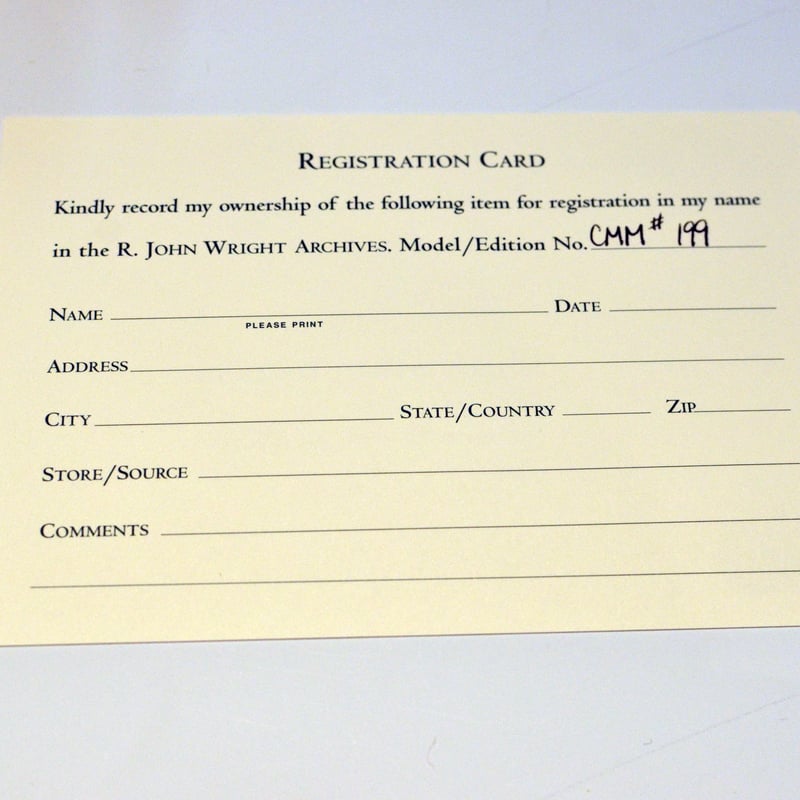 Registration Card
Kindly record my ownership of the following item for registration in my name
in the R. John Wright Archives. Model/Edition No. CMM# 199
Name Date
PLEASE PRINT
Address
City State/Country Zip
Store/Source
Comments